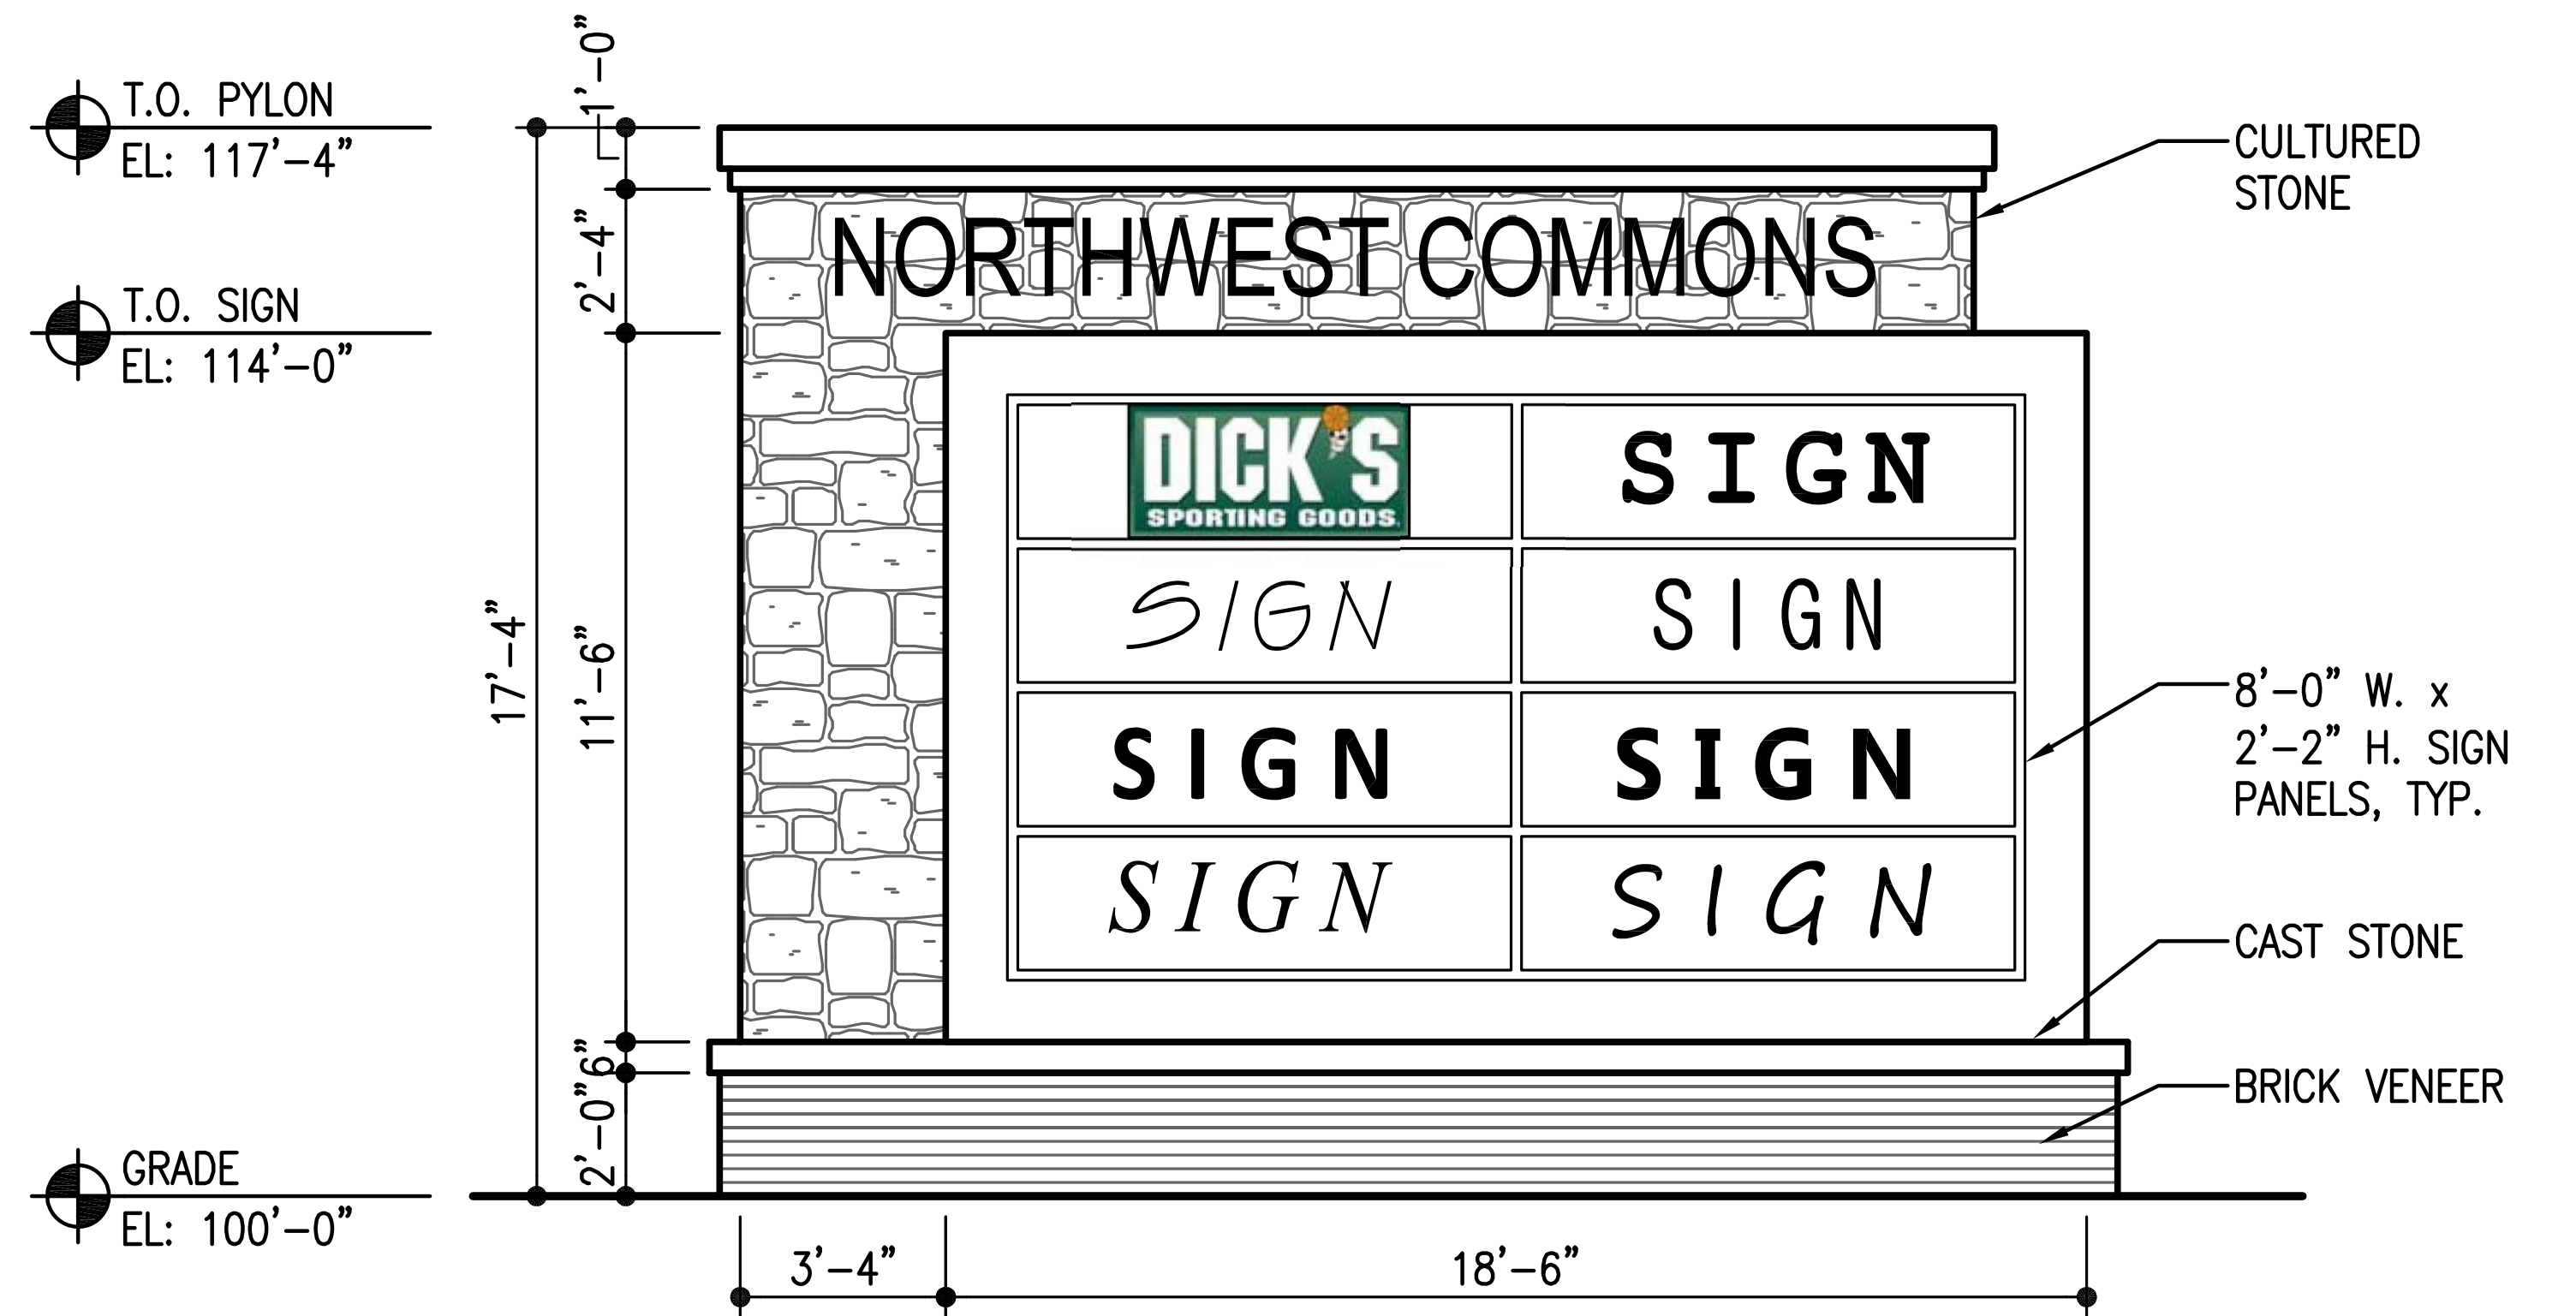 1'-0"
T.O. PYLON
EL: 117'-4"
CULTURED
STONE
2'-4"
NORTHWEST COMMONS
T.O. SIGN
EL: 114'-0"
DICK'S
SPORTING GOODS
SIGN
17'-4"
11'-6"
SIGN
SIGN
8'-0" W. x
2'-2" H. SIGN
PANELS, TYP.
SIGN
SIGN
SIGN
SIGN
CAST STONE
6"
BRICK VENEER
2'-0"
GRADE
EL: 100'-0"
3'-4"
18'-6"